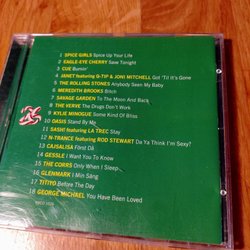 1 SPICE GIRLS Spice Up Your Life
2 EAGLE-EYE CHERRY Save Tonight
3 CUE Burnin'
4 JANET featuring Q-TIP & JONI MITCHELL Got 'Til It's Gone
5 THE ROLLING STONES Anybody Seen My Baby
6 MEREDITH BROOKS Bitch
7 SAVAGE GARDEN To The Moon And Back
8 THE VERVE The Drugs Don't Work
9 KYLIE MINOGUE Some Kind Of Bliss
10 OASIS Stand By Me
11 SASH! featuring LA TREC Stay
12 N-TRANCE featuring ROD STEWART Da Ya Think I'm Sexy?
13 CAJSALISA Först Då
14 GESSLE I Want You To Know
15 THE CORRS Only When I Sleep
16 GLENMARK I Min Säng
17 TITIYO Before The Day
18 GEORGE MICHAEL You Have Been Loved